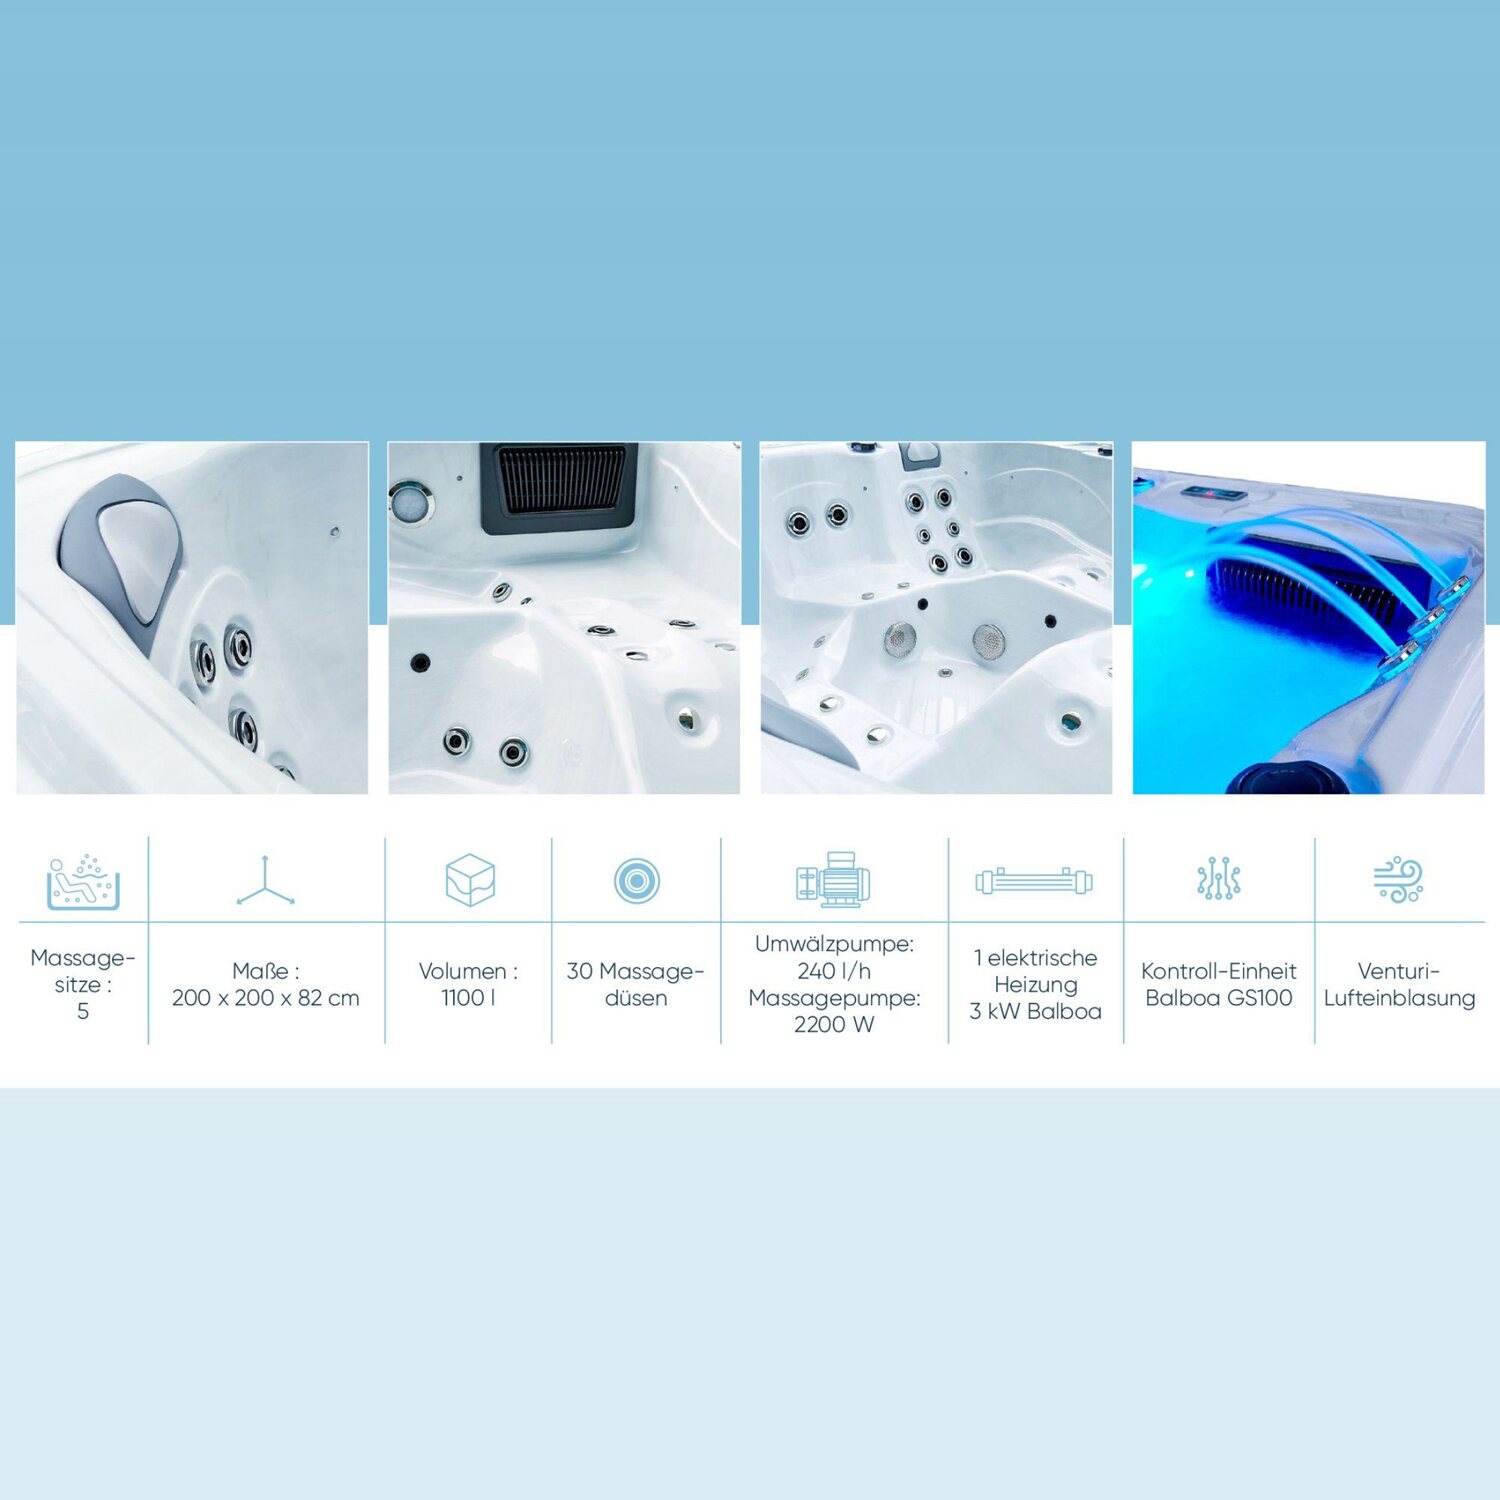 Massage-
sitze :
5
Maße :
200 x 200 x 82 cm
Volumen :
1100 l
30 Massage-
düsen
Umwälzpumpe:
240 l/h
Massagepumpe:
2200 W
1 elektrische
Heizung
3 kW Balboa
Kontroll-Einheit
Balboa GS100
Venturi-
Lufteinblasung